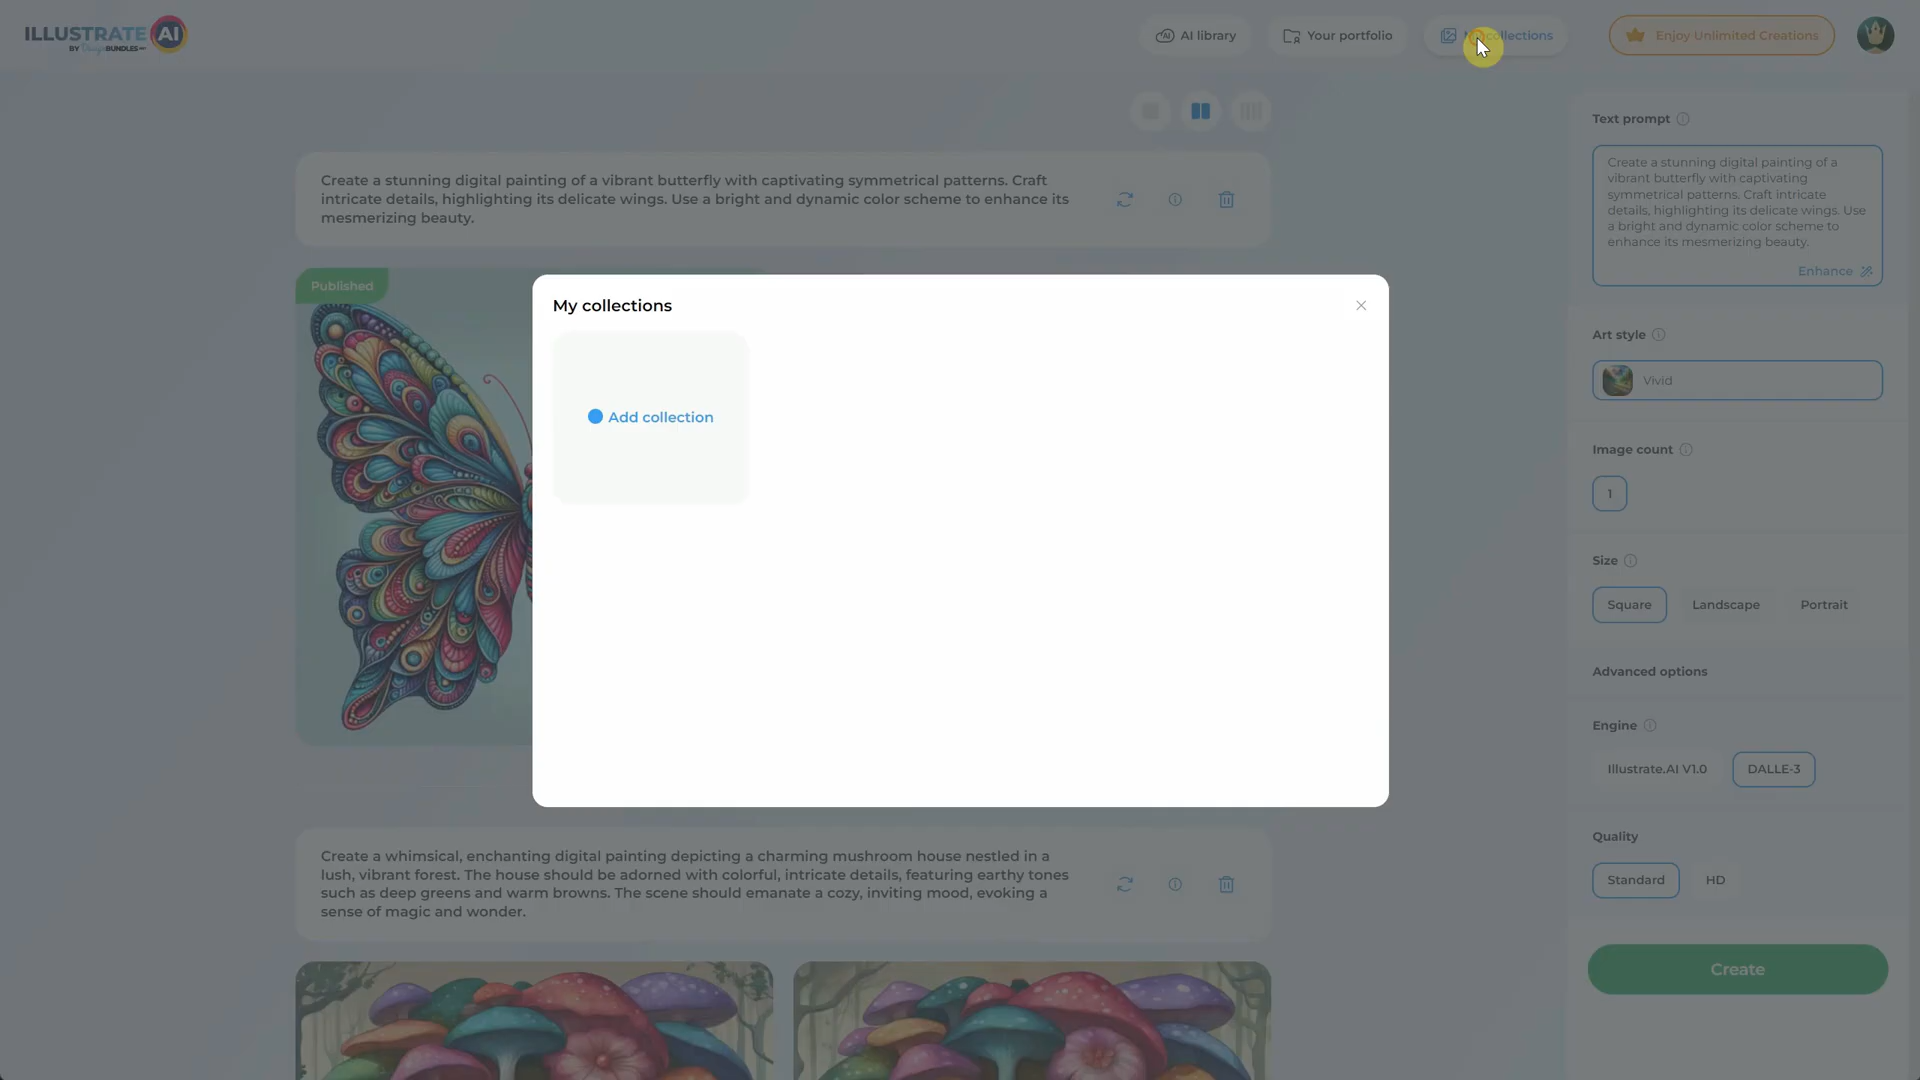 ILLUSTRATE AI
BY Design BUNDLES
AI library
Your portfolio
collections
Enjoy Unlimited Creations
Create a stunning digital painting of a vibrant butterfly with captivating symmetrical patterns. Craft
intricate details, highlighting its delicate wings. Use a bright and dynamic color scheme to enhance its
mesmerizing beauty.
Published
My collections
Add collection
Create a whimsical, enchanting digital painting depicting a charming mushroom house nestled in a
lush, vibrant forest. The house should be adorned with colorful, intricate details, featuring earthy tones
such as deep greens and warm browns. The scene should emanate a cozy, inviting mood, evoking a
sense of magic and wonder.
Text prompt
Create a stunning digital painting of a
vibrant butterfly with captivating
symmetrical patterns. Craft intricate
details, highlighting its delicate wings. Use
a bright and dynamic color scheme to
enhance its mesmerizing beauty.
Enhance
Art style
Vivid
Image count
1
Size
Square
Landscape
Portrait
Advanced options
Engine
Illustrate.AI V1.0
DALLE-3
Quality
Standard
HD
Create